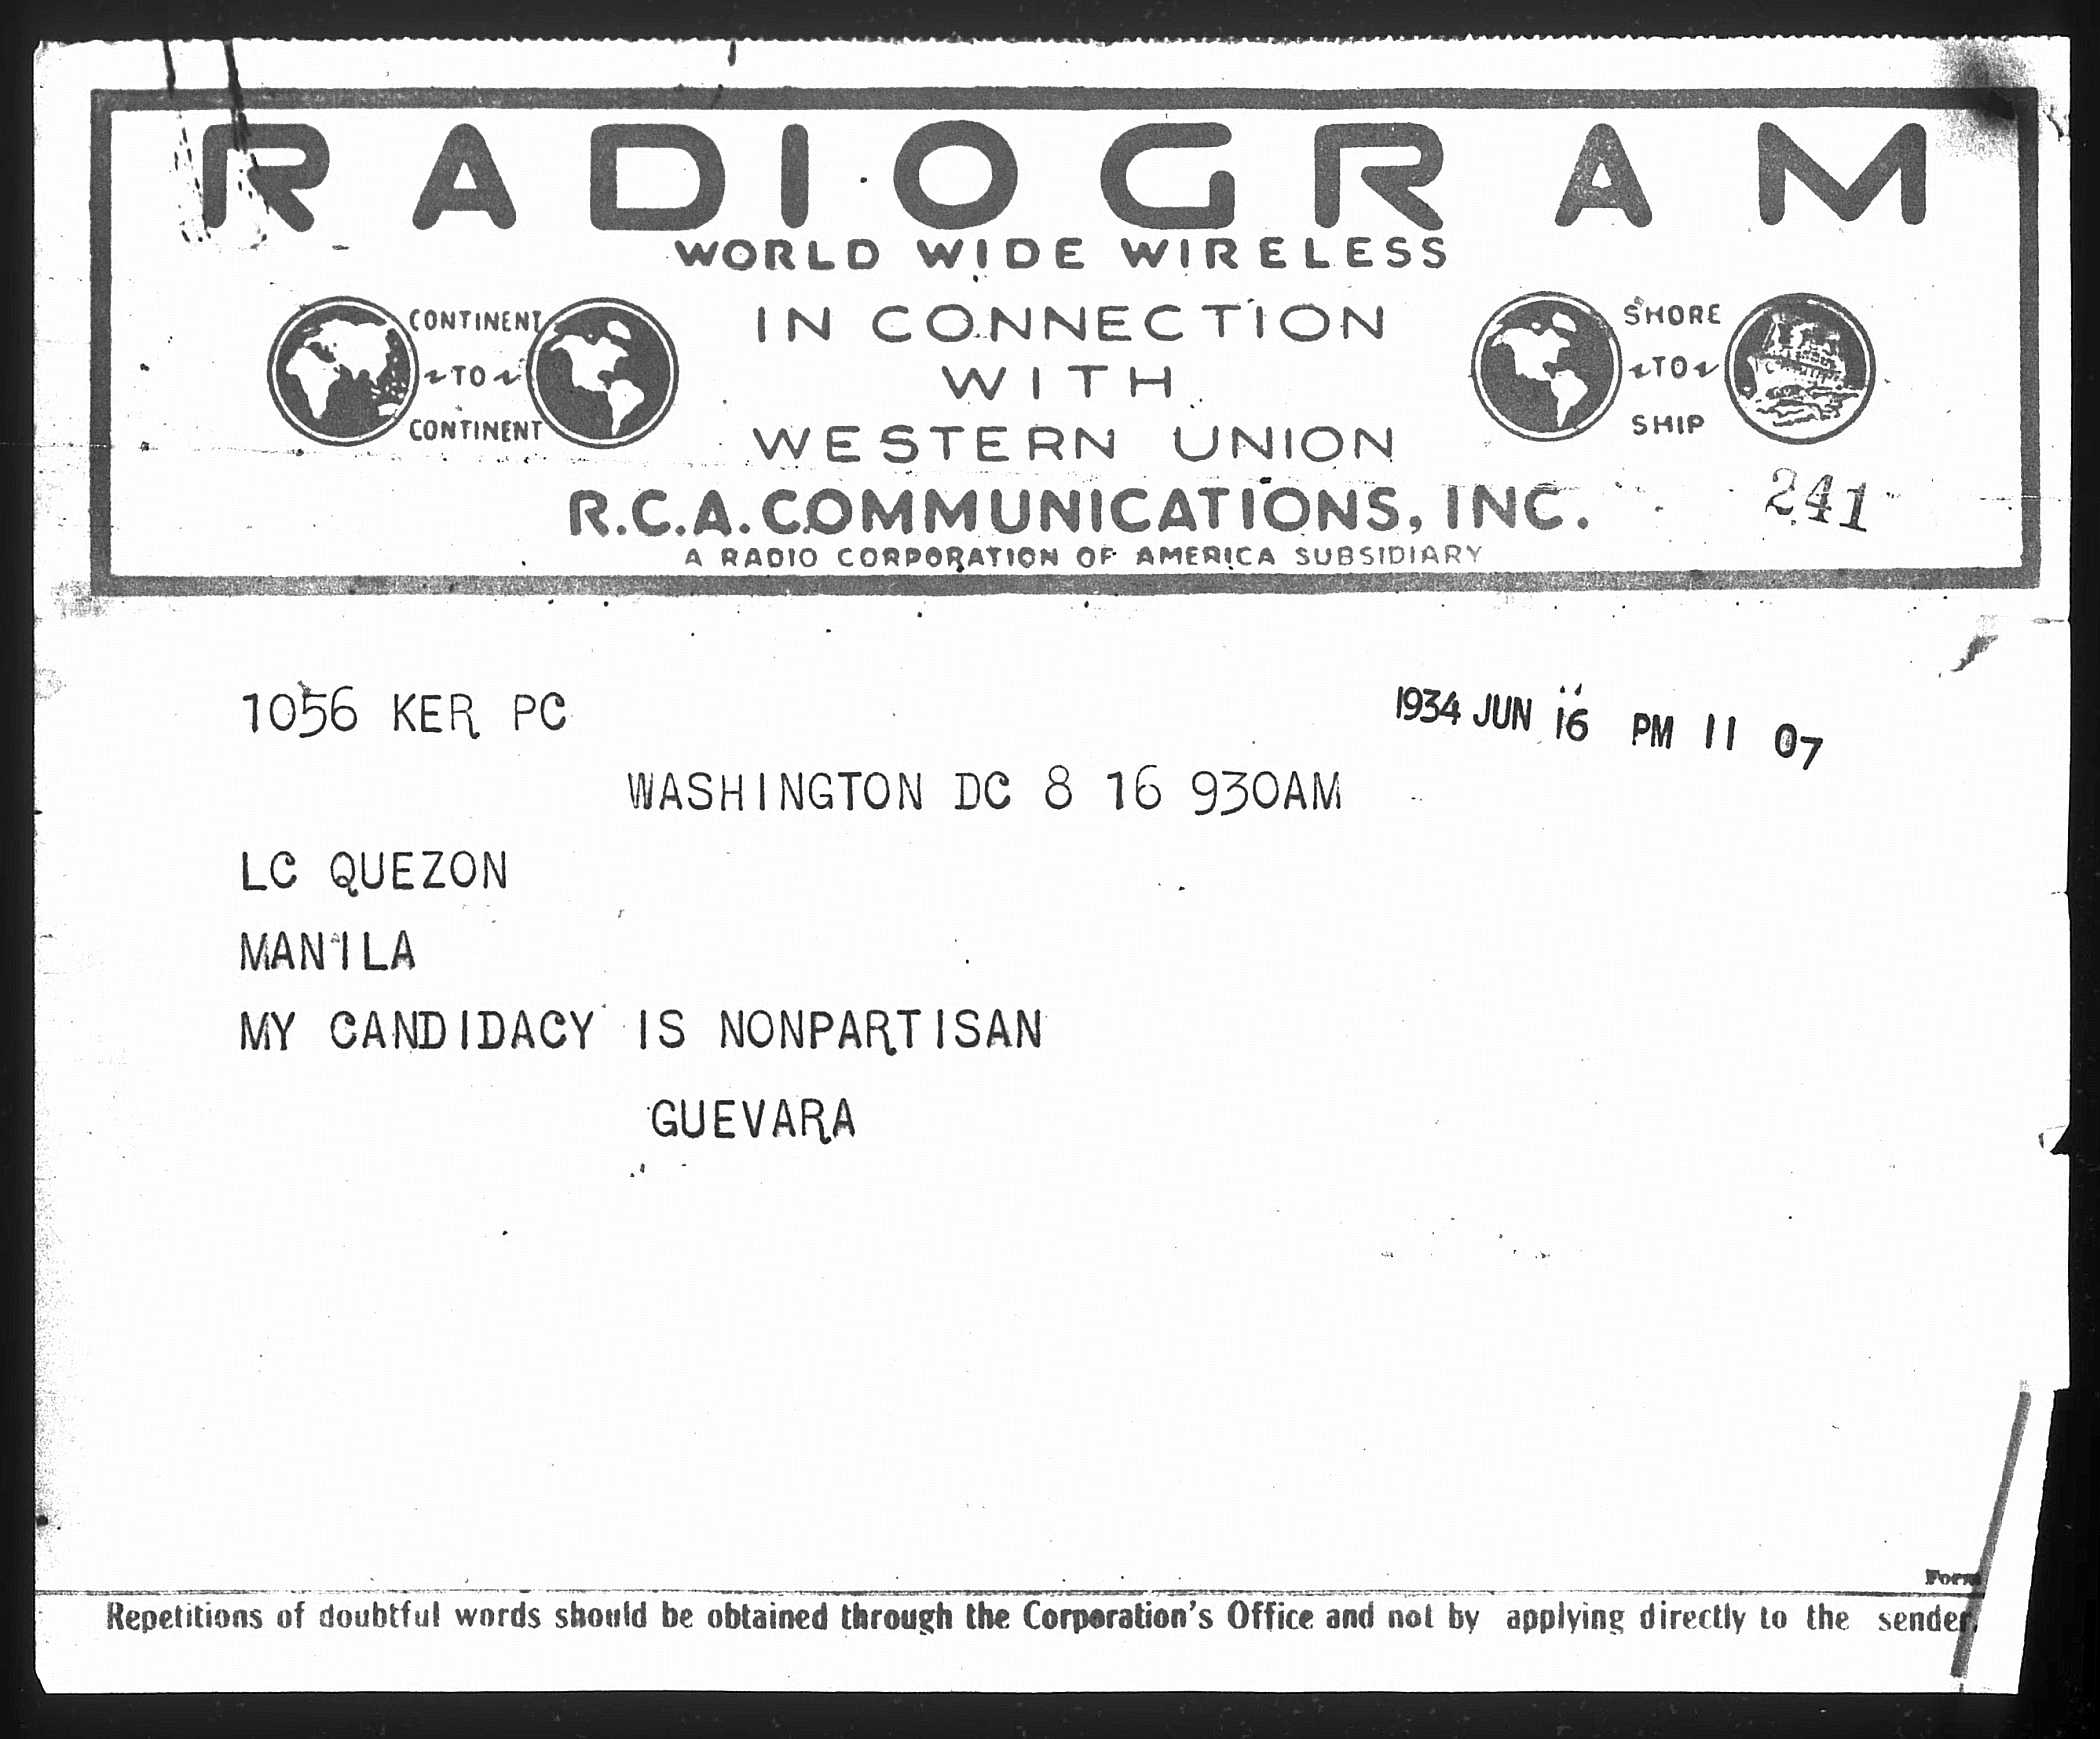 RADIOGRAM
WORLD WIDE WIRELESS
IN CONNECTION
WITH
WESTERN UNION
CONTINENT
TO
CONTINENT
SHORE
TO
SHIP
R.C.A. COMMUNICATIONS, INC.
241
A RADIO CORPORATION OF AMERICA SUBSIDIARY
1056 KER PC
1934 JUN 16 PM 11 07
WASHINGTON DC 8 16 930AM
LC QUEZON
MANILA
MY CANDIDACY IS NONPARTISAN
GUEVARA
Form
Repetitions of doubtful words should be obtained through the Corporation's Office and not by applying directly to the sender.